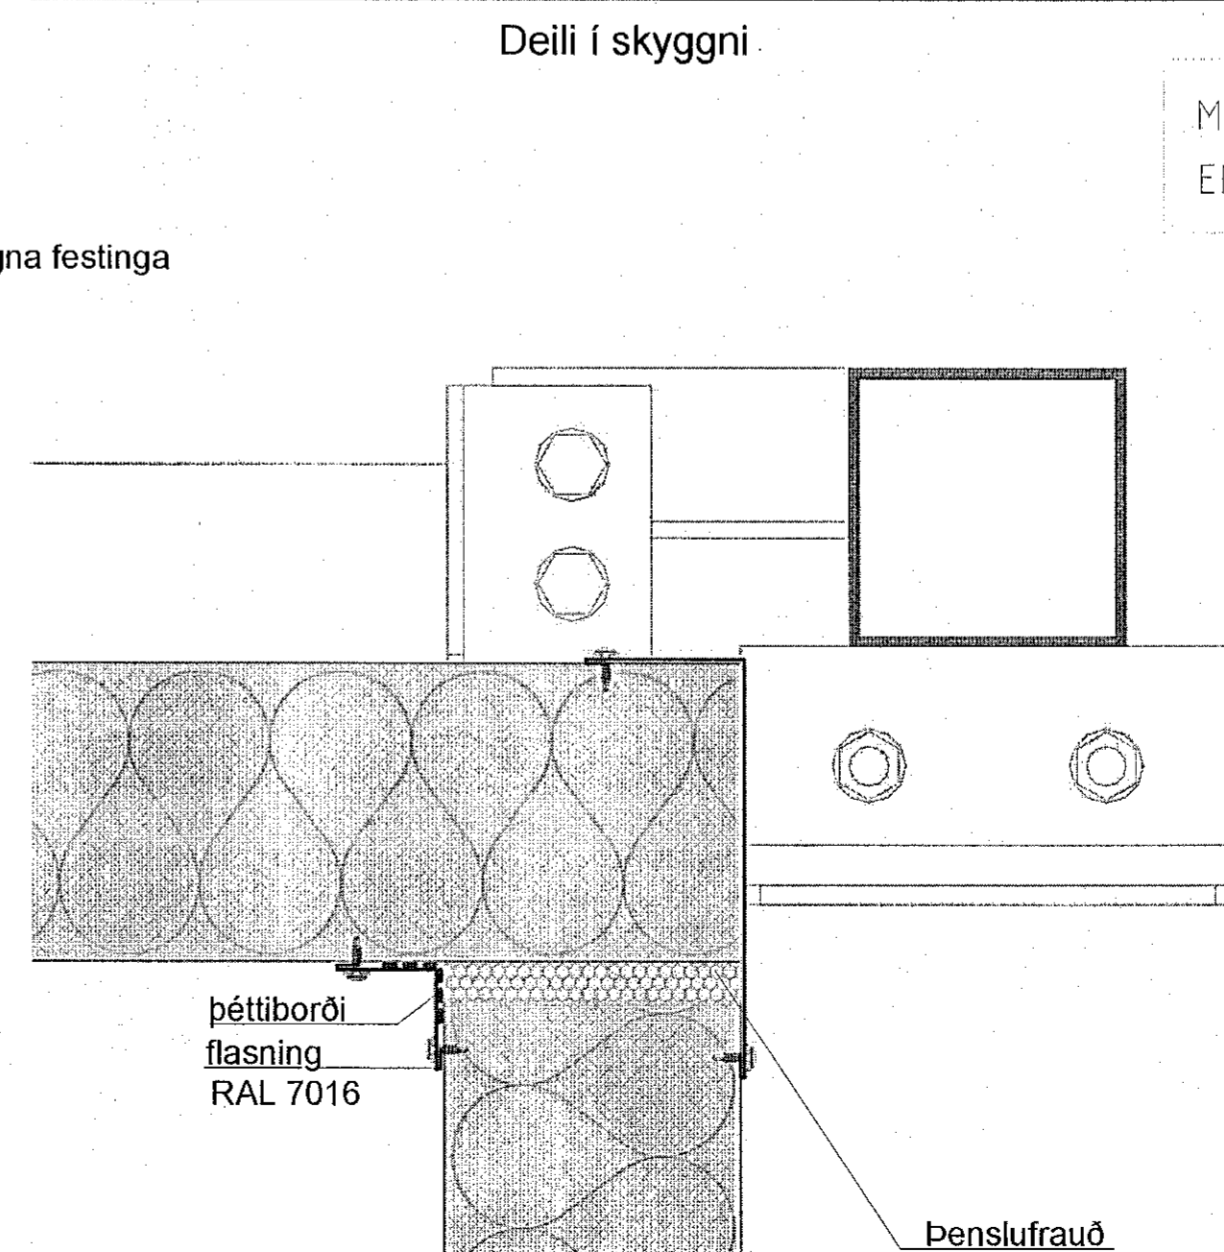 Deili í skyggni
M
gna festinga
þéttiborði
flasning
RAL 7016
Þenslufrauð